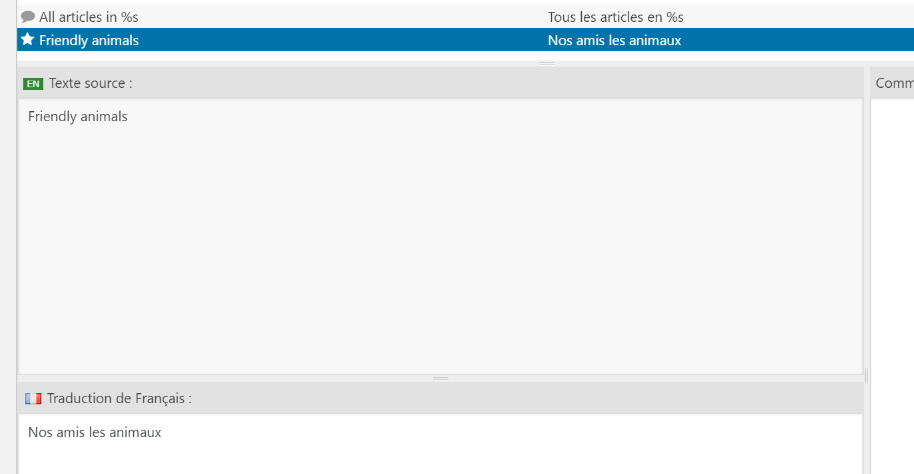 All articles in %s Tous les articles en %s
Friendly animals Nos amis les animaux
EN Texte source :
Comm
Friendly animals
Traduction de Français :
Nos amis les animaux